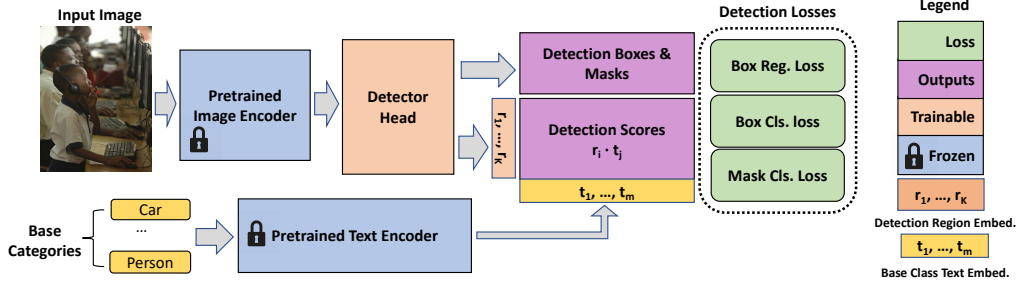 Input Image
Pretrained
Image Encoder
Detector
Head
r1, ..., rK
Detection Boxes &
Masks
Detection Scores
ri · tj
t1, ..., tm
Detection Losses
Box Reg. Loss
Box Cls. loss
Mask Cls. Loss
Base
Categories
Car
...
Person
Pretrained Text Encoder
Legend
Loss
Outputs
Trainable
Frozen
r1, ..., rK
Detection Region Embed.
t1, ..., tm
Base Class Text Embed.